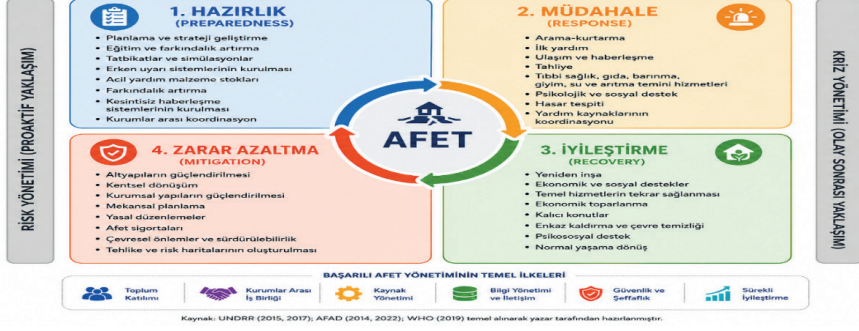 RİSK YÖNETİMİ (PROAKTİF YAKLAŞIM)
1. HAZIRLIK
(PREPAREDNESS)
• Planlama ve strateji geliştirme
• Eğitim ve farkındalık artırma
• Tatbikatlar ve simülasyonlar
• Erken uyarı sistemlerinin kurulması
• Acil yardım malzeme stokları
• Farkındalık artırma
• Kesintisiz haberleşme
sistemlerinin kurulması
• Kurumlar arası koordinasyon
2. MÜDAHALE
(RESPONSE)
• Arama-kurtarma
• İlk yardım
• Ulaşım ve haberleşme
• Tahliye
• Tıbbi sağlık, gıda, barınma,
giyim, su ve arıtma temini hizmetleri
• Psikolojik ve sosyal destek
• Hasar tespiti
• Yardım kaynaklarının
koordinasyonu
AFET
4. ZARAR AZALTMA
(MITIGATION)
• Altyapıların güçlendirilmesi
• Kentsel dönüşüm
• Kurumsal yapıların güçlendirilmesi
• Mekansal planlama
• Yasal düzenlemeler
• Afet sigortaları
• Çevresel önlemler ve sürdürülebilirlik
• Tehlike ve risk haritalarının oluşturulması
3. İYİLEŞTİRME
(RECOVERY)
• Yeniden inşa
• Ekonomik ve sosyal destekler
• Temel hizmetlerin tekrar sağlanması
• Ekonomik toparlanma
• Kalıcı konutlar
• Enkaz kaldırma ve çevre temizliği
• Psikososyal destek
• Normal yaşama dönüş
KRİZ YÖNETİMİ (OLAY SONRASI YAKLAŞIM)
BAŞARILI AFET YÖNETİMİNİN TEMEL İLKELERİ
Toplum
Katılımı
Kurumlar Arası
İş Birliği
Kaynak
Yönetimi
Bilgi Yönetimi
ve İletişim
Güvenlik ve
Şeffaflık
Sürekli
İyileştirme
Kaynak: UNDRR (2015, 2017); AFAD (2014, 2022); WHO (2019) temel alınarak yazar tarafından hazırlanmıştır.